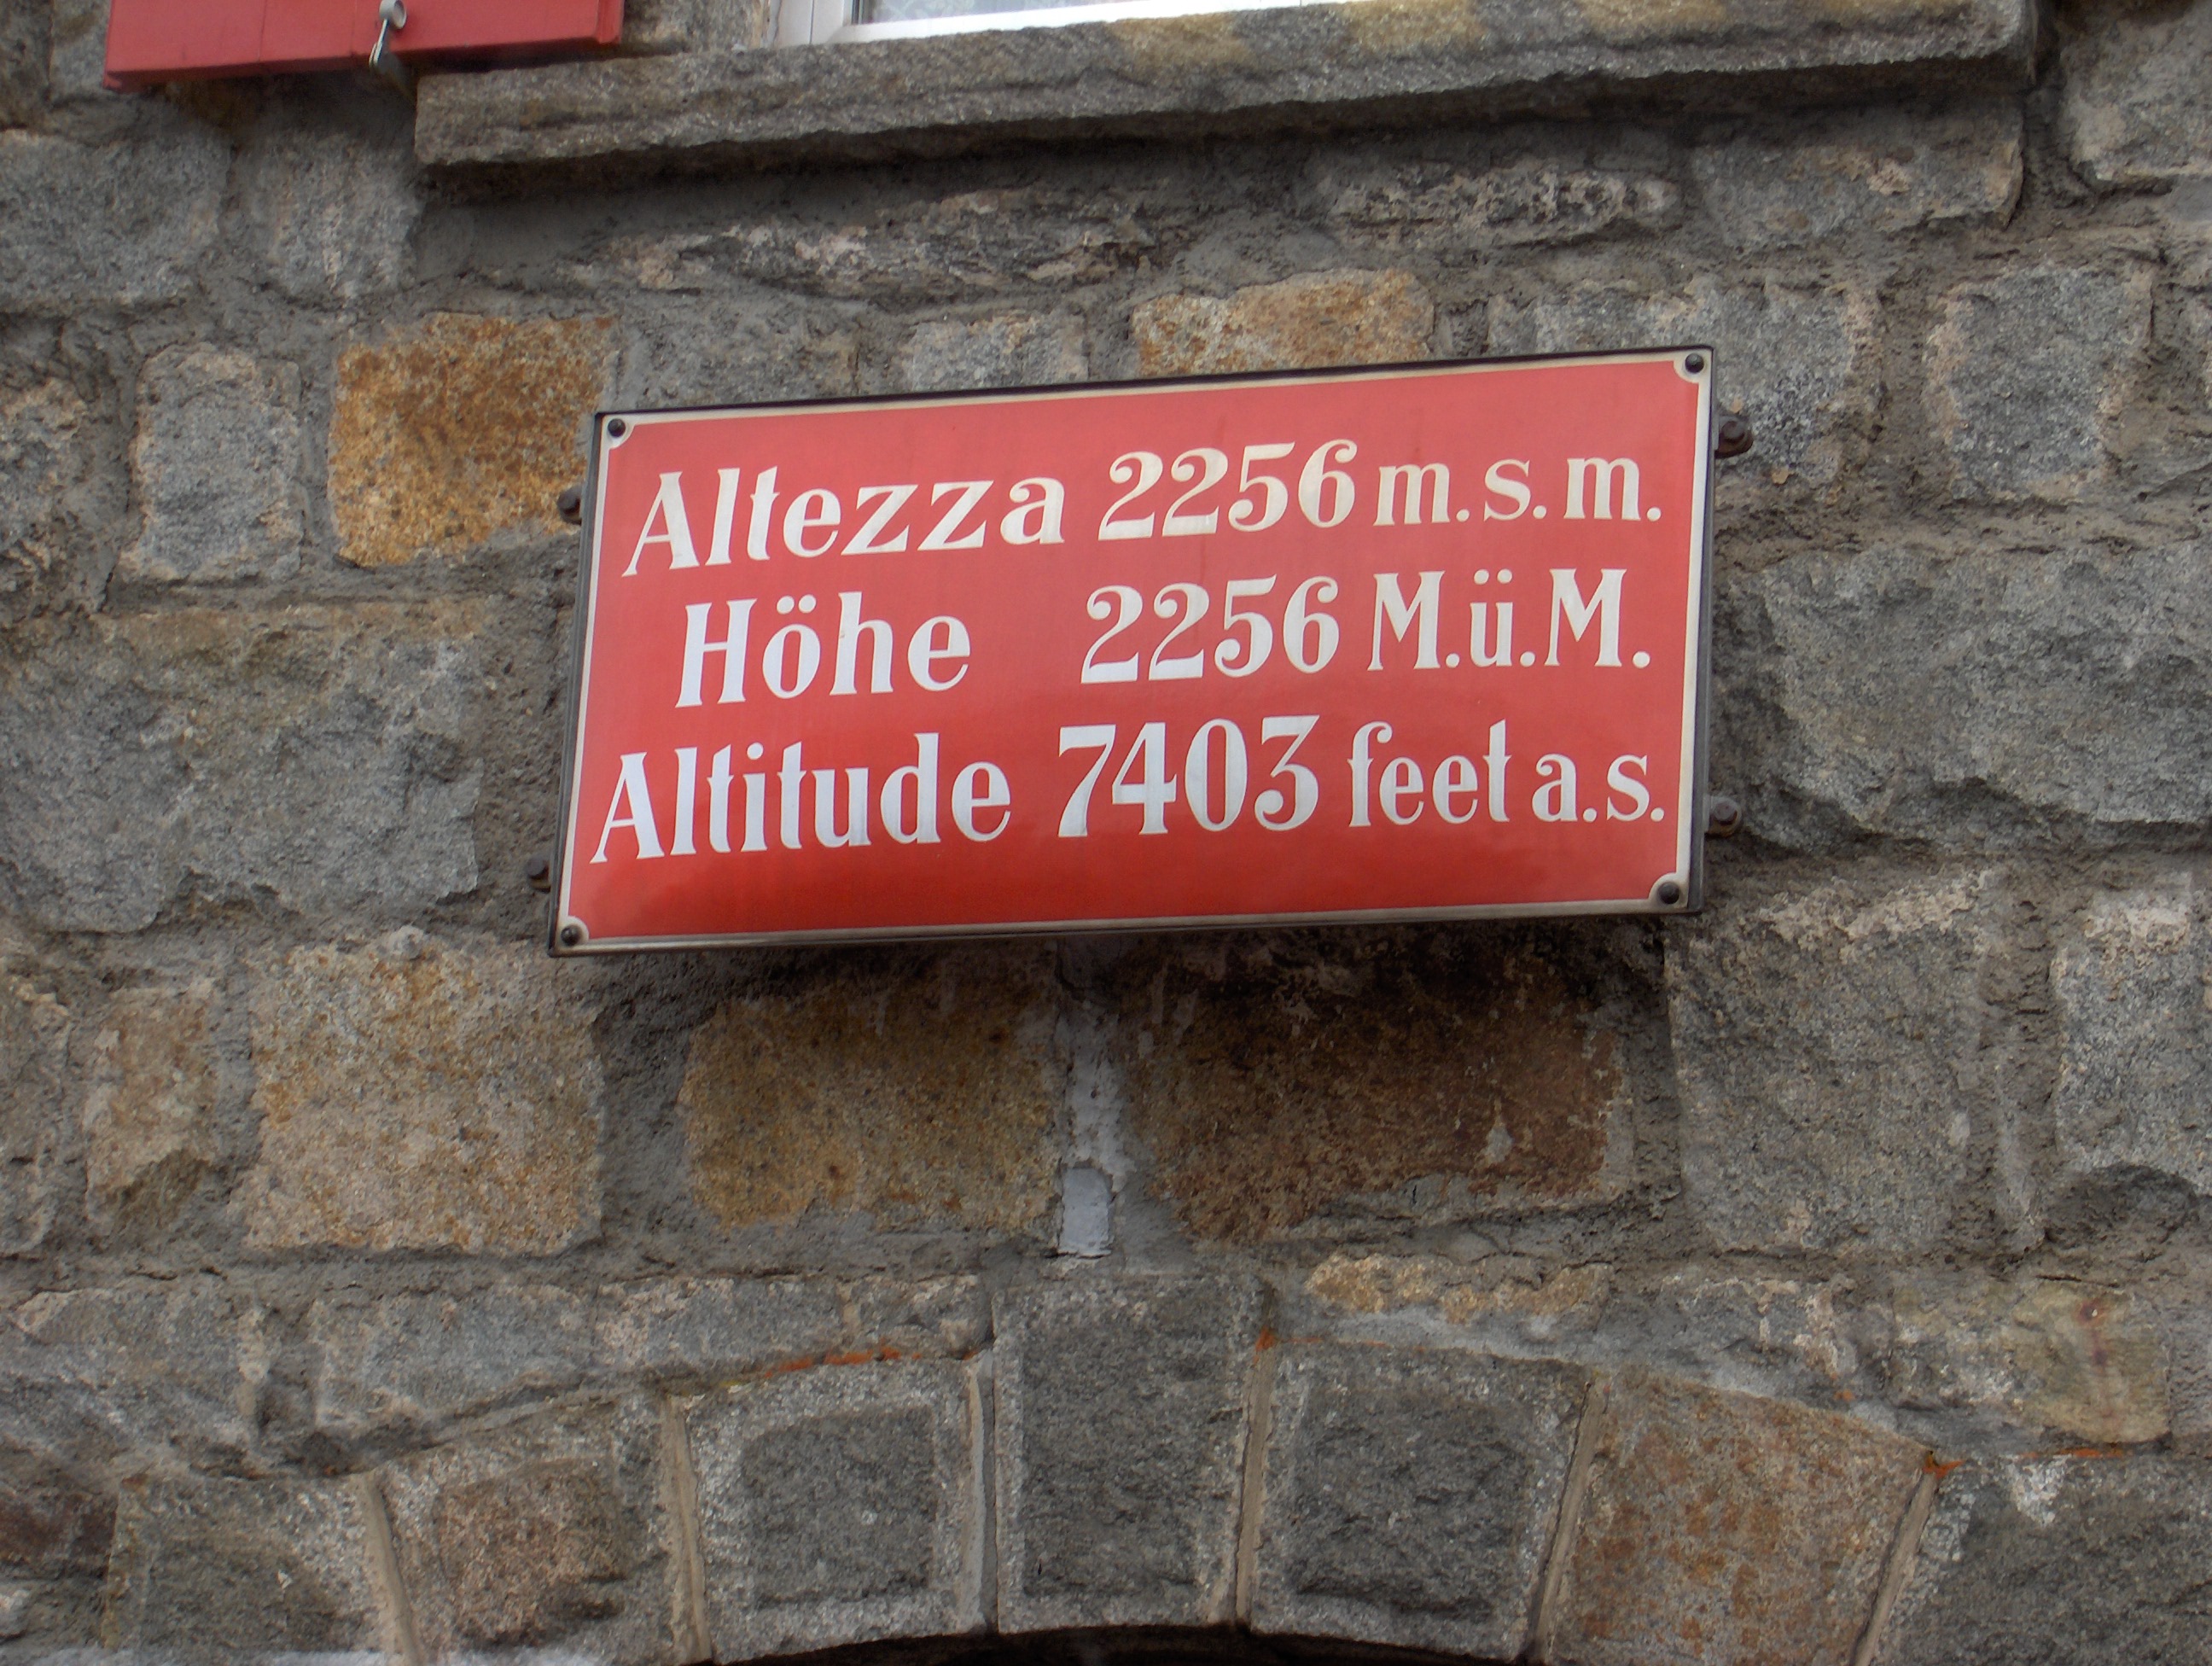 Altezza 2256 m.s.m.
Höhe 2256 M.ü.M.
Altitude 7403 feet a.s.